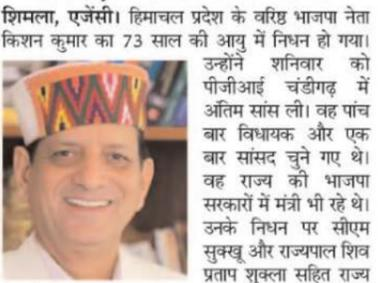 शिमला, एजेंसी। हिमाचल प्रदेश के वरिष्ठ भाजपा नेता
किशन कुमार का 73 साल की आयु में निधन हो गया।
उन्होंने शनिवार को
पीजीआई चंडीगढ़ में
अंतिम सांस ली। वह पांच
बार विधायक और एक
बार सांसद चुने गए थे।
वह राज्य की भाजपा
सरकारों में मंत्री भी रहे थे।
उनके निधन पर सीएम
सुक्खू और राज्यपाल शिव
प्रताप शुक्ला सहित राज्य